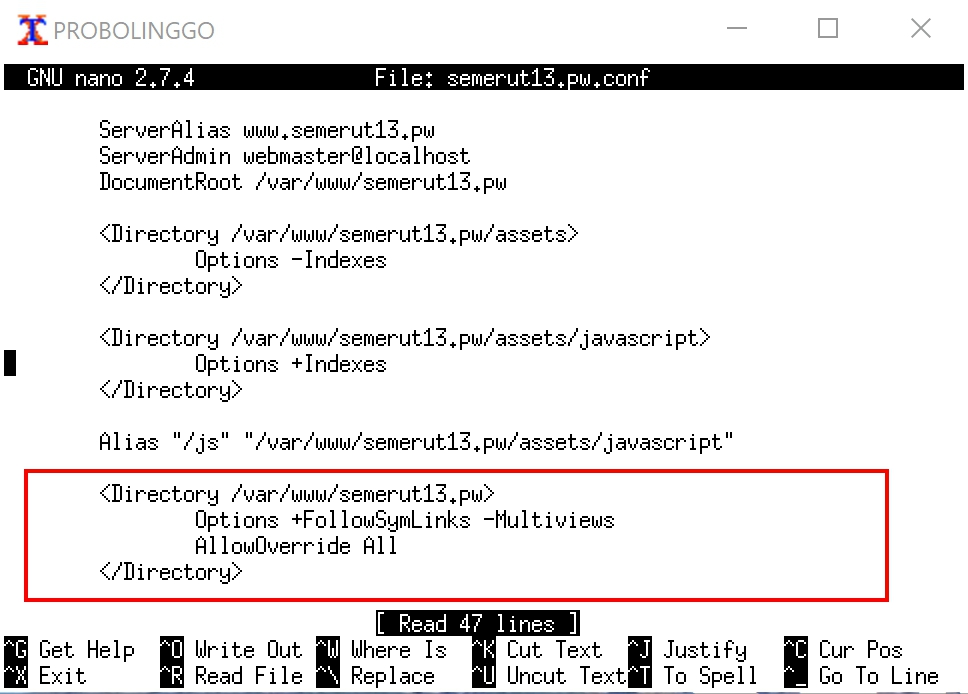 PROBOLINGGO
GNU nano 2.7.4 File: semerut13.pw.conf
ServerAlias www.semerut13.pw
ServerAdmin webmaster@localhost
DocumentRoot /var/www/semerut13.pw
<Directory /var/www/semerut13.pw/assets>
Options -Indexes
</Directory>
<Directory /var/www/semerut13.pw/assets/javascript>
Options +Indexes
</Directory>
Alias "/js" "/var/www/semerut13.pw/assets/javascript"
<Directory /var/www/semerut13.pw>
Options +FollowSymLinks -Multiviews
AllowOverride All
</Directory>
[ Read 47 lines ]
^G Get Help ^O Write Out ^W Where Is ^K Cut Text ^J Justify ^C Cur Pos
^X Exit ^R Read File ^\ Replace ^U Uncut Text ^T To Spell ^_ Go To Line